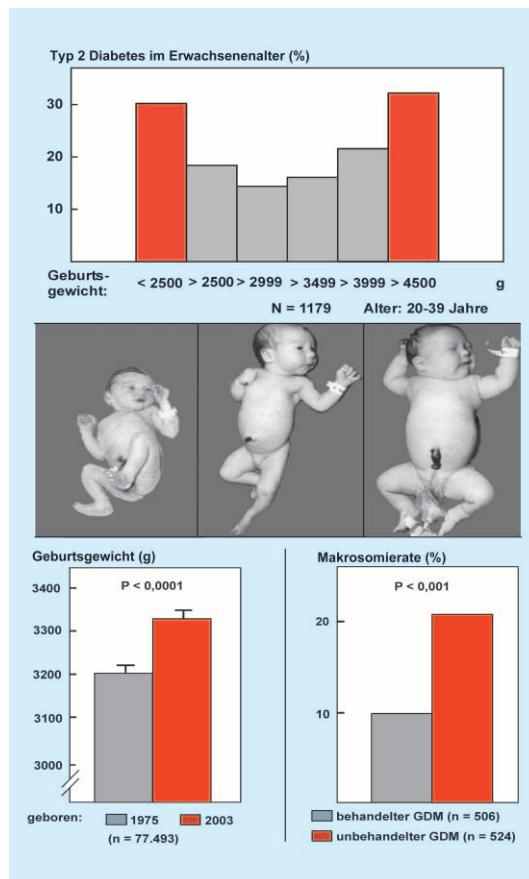 Typ 2 Diabetes im Erwachsenenalter (%)
30
20
10
Geburts-
gewicht:
< 2500 > 2500 > 2999 > 3499 > 3999 > 4500 g
N = 1179 Alter: 20-39 Jahre
Geburtsgewicht (g)
P < 0,0001
3400
3300
3200
3100
3000
geboren: 1975 2003
(n = 77.493)
Makrosomierate (%)
P < 0,001
20
10
behandelter GDM (n = 506)
unbehandelter GDM (n = 524)